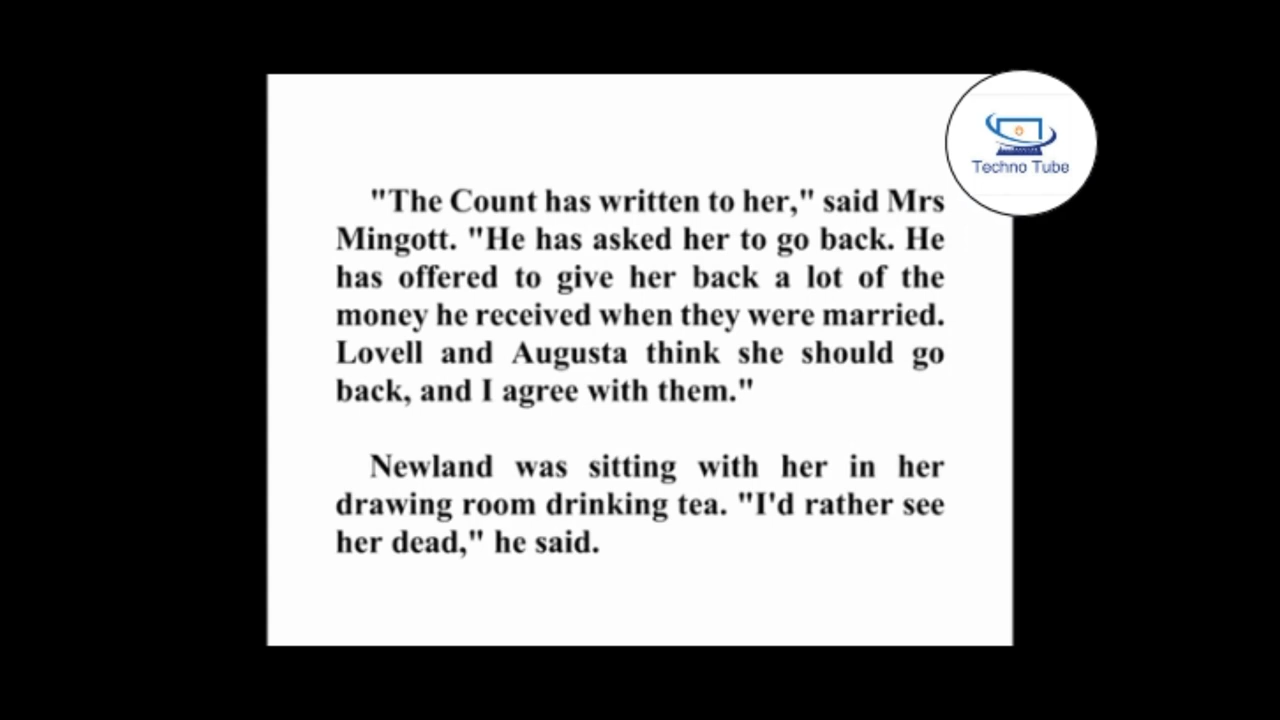 Techno Tube
"The Count has written to her," said Mrs
Mingott. "He has asked her to go back. He
has offered to give her back a lot of the
money he received when they were married.
Lovell and Augusta think she should go
back, and I agree with them."
Newland was sitting with her in her
drawing room drinking tea. "I'd rather see
her dead," he said.